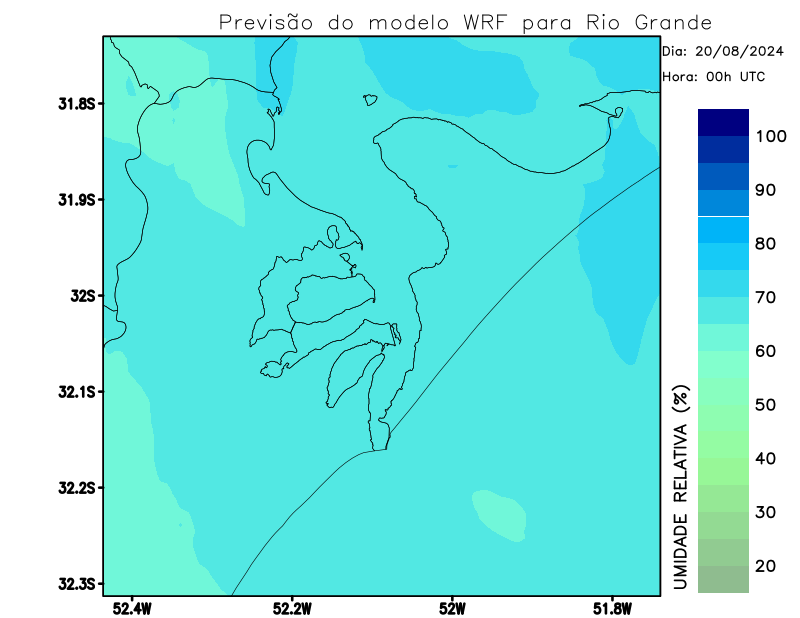 Previsão do modelo WRF para Rio Grande
Dia: 20/08/2024
Hora: 00h UTC
31.8S
31.9S
32S
32.1S
32.2S
32.3S
52.4W
52.2W
52W
51.8W
100
90
80
70
60
50
40
30
20
UMIDADE RELATIVA (%)